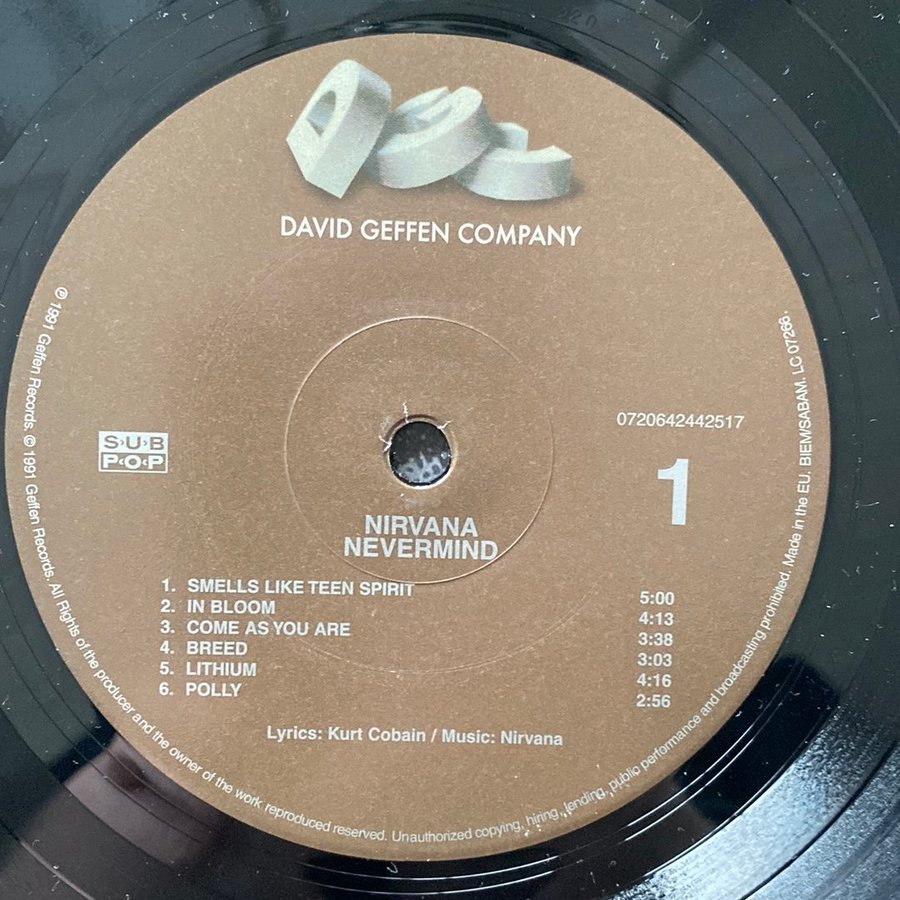 DGC
DAVID GEFFEN COMPANY
SUB
POP
0720642442517
1
NIRVANA
NEVERMIND
1. SMELLS LIKE TEEN SPIRIT 5:00
2. IN BLOOM 4:13
3. COME AS YOU ARE 3:38
4. BREED 3:03
5. LITHIUM 4:16
6. POLLY 2:56
Lyrics: Kurt Cobain / Music: Nirvana
℗ 1991 Geffen Records. © 1991 Geffen Records. All Rights of the producer and the owner of the work reproduced reserved. Unauthorized copying, hiring, lending, public performance and broadcasting prohibited. Made in the EU. BIEM/SABAM. LC 07266.